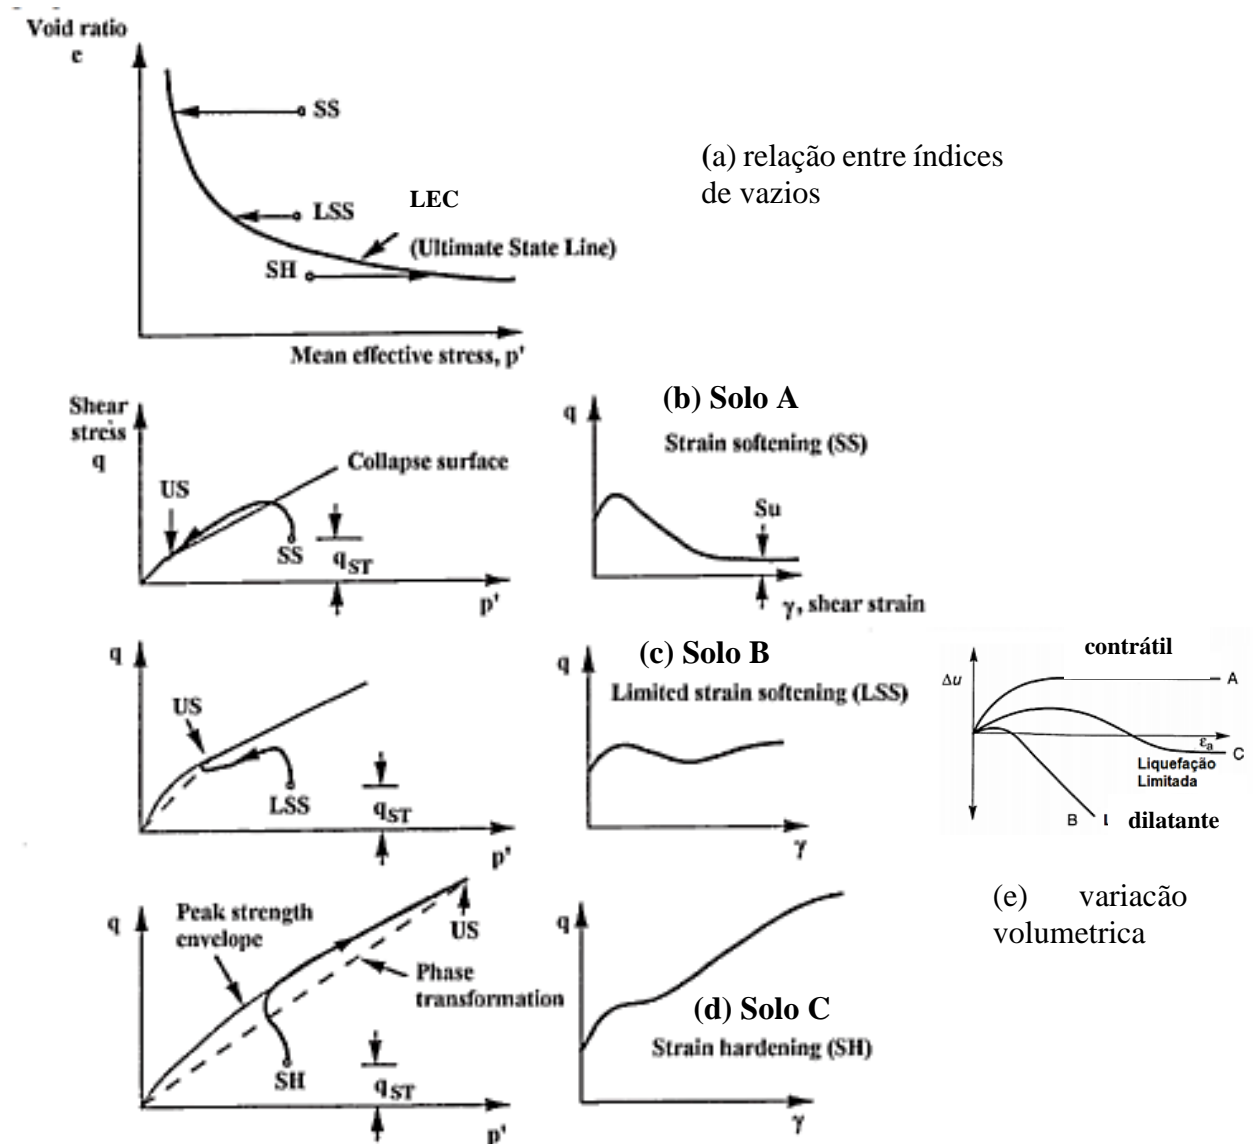 Void ratio
e
SS
LSS
LEC
(Ultimate State Line)
SH
Mean effective stress, p'
(a) relação entre índices
de vazios
Shear
stress
q
US
Collapse surface
SS
qST
p'
q
(b) Solo A
Strain softening (SS)
Su
γ, shear strain
q
US
LSS
qST
p'
q
(c) Solo B
Limited strain softening (LSS)
γ
contrátil
Δu
A
εa
C
Liquefação
Limitada
B
dilatante
(e) variacão
volumetrica
q
Peak strength
envelope
US
Phase
transformation
SH
qST
p'
q
(d) Solo C
Strain hardening (SH)
γ